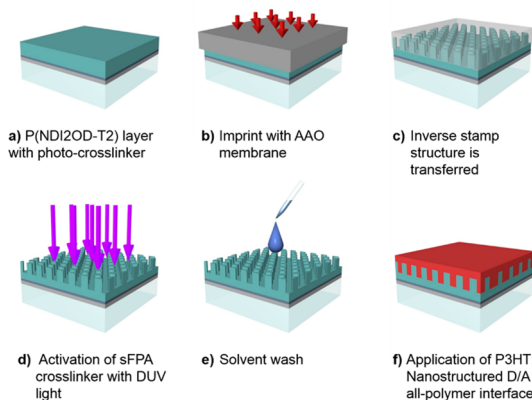 a) P(NDI2OD-T2) layer
with photo-crosslinker
b) Imprint with AAO
membrane
c) Inverse stamp
structure is
transferred
d) Activation of sFPA
crosslinker with DUV
light
e) Solvent wash
f) Application of P3HT
Nanostructured D/A
all-polymer interface